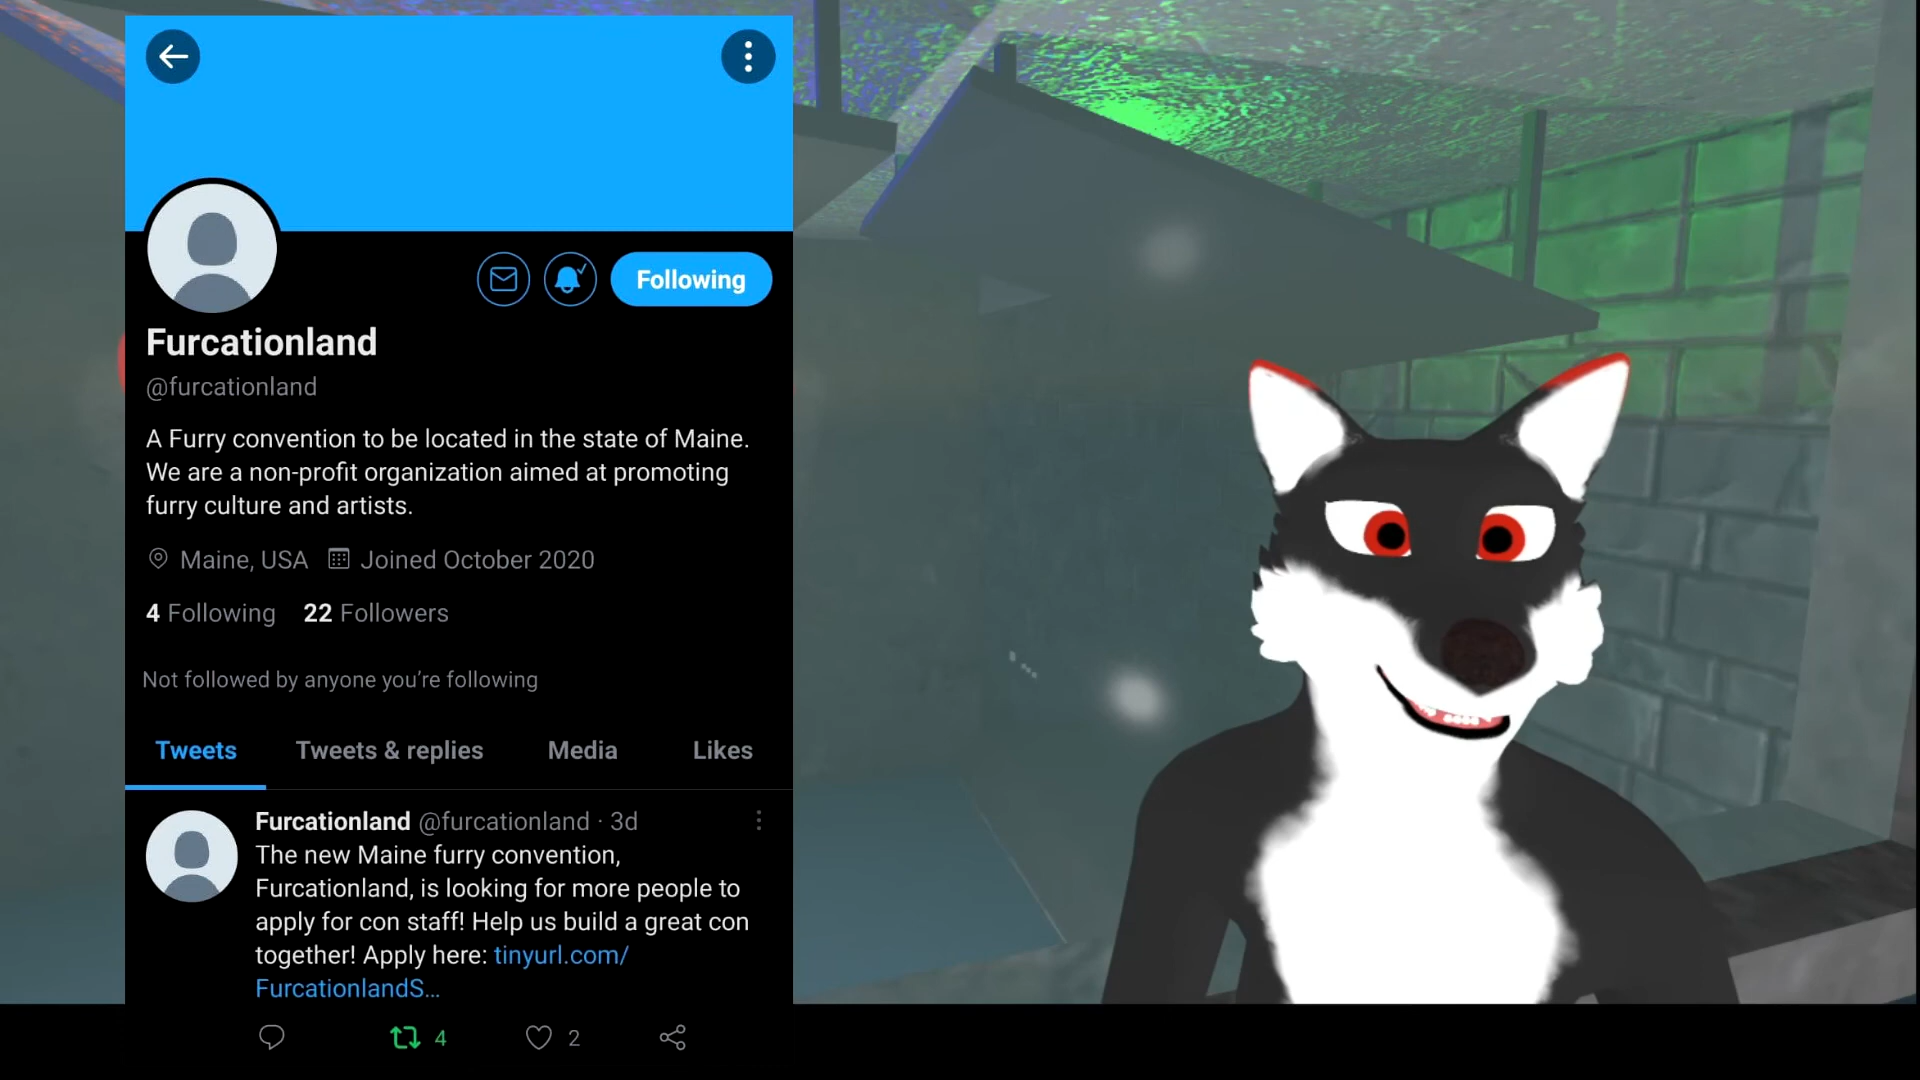 Following
Furcationland
@furcationland
A Furry convention to be located in the state of Maine.
We are a non-profit organization aimed at promoting
furry culture and artists.
Maine, USA Joined October 2020
4 Following 22 Followers
Not followed by anyone you’re following
Tweets Tweets & replies Media Likes
Furcationland @furcationland · 3d
The new Maine furry convention,
Furcationland, is looking for more people to
apply for con staff! Help us build a great con
together! Apply here: tinyurl.com/
FurcationlandS…
4 2